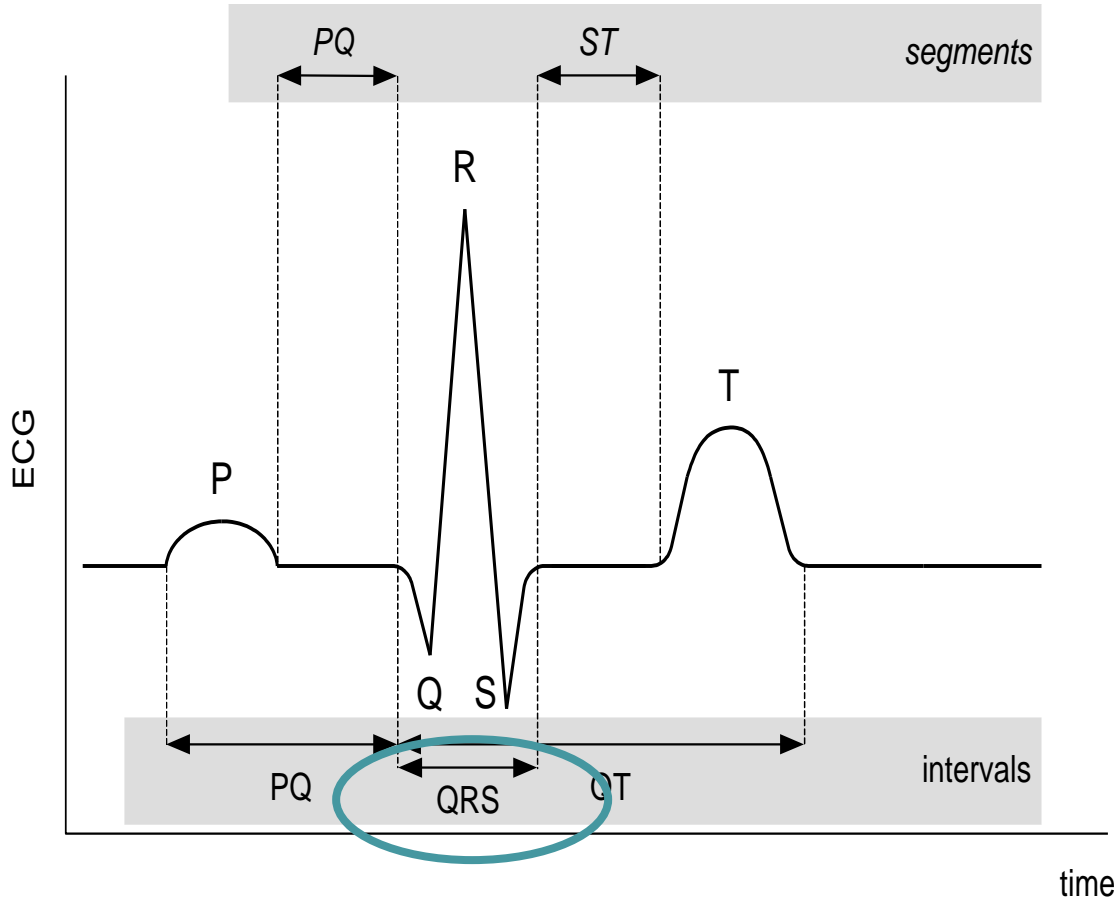 PQ ST segments
R
T
ECG
P
Q S
PQ QRS QT intervals
time